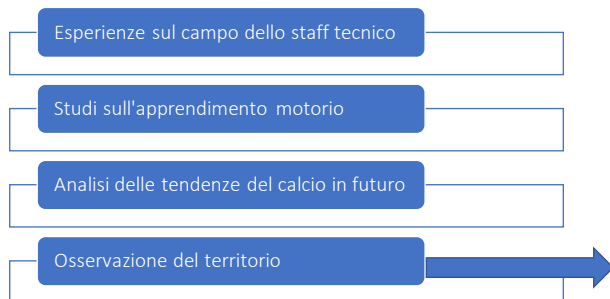 Esperienze sul campo dello staff tecnico
Studi sull'apprendimento motorio
Analisi delle tendenze del calcio in futuro
Osservazione del territorio